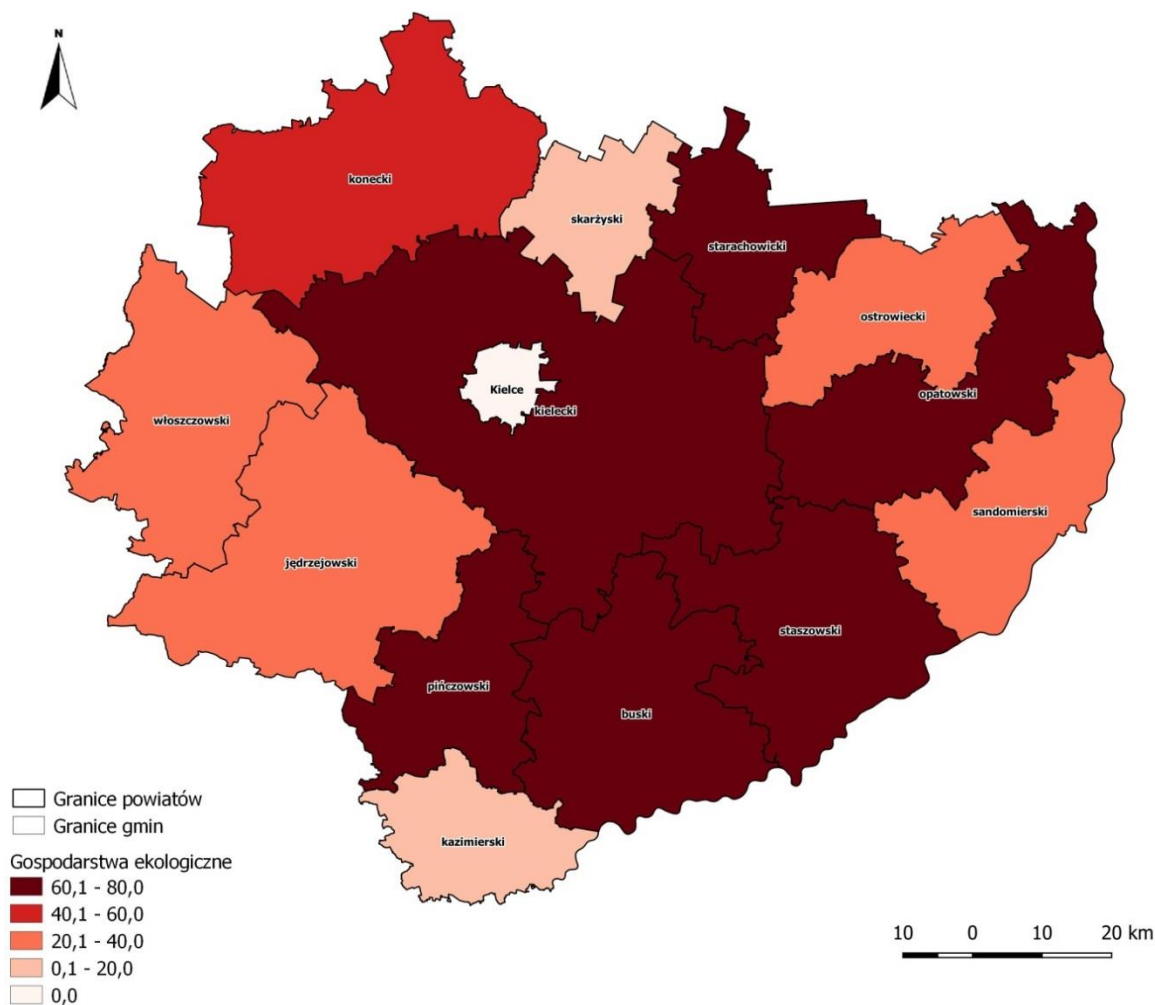 N
konecki
skarżyski
starachowicki
ostrowiecki
Kielce
kielecki
opatowski
włoszczowski
sandomierski
jędrzejowski
staszowski
pińczowski
buski
kazimierski
Granice powiatów
Granice gmin
Gospodarstwa ekologiczne
60,1 - 80,0
40,1 - 60,0
20,1 - 40,0
0,1 - 20,0
0,0
10 0 10 20 km